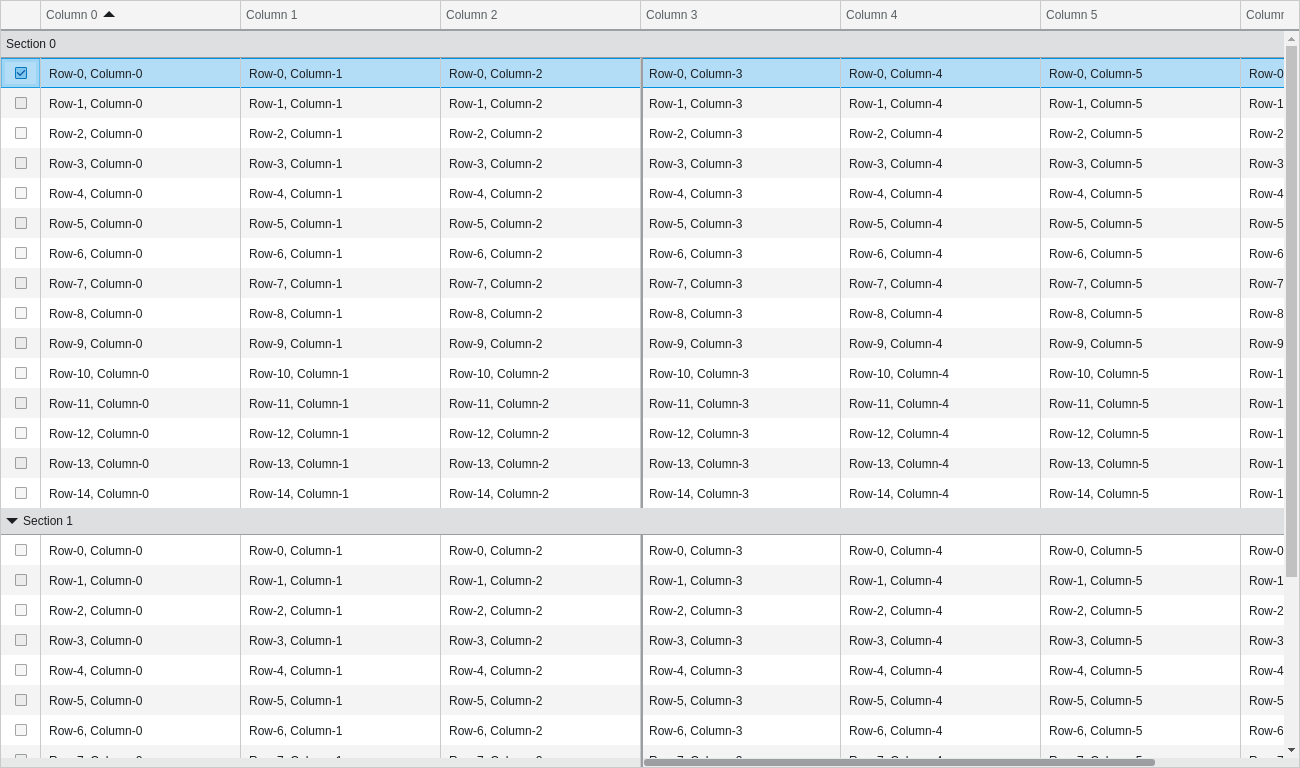 Column 0 Column 1 Column 2 Column 3 Column 4 Column 5 Column
Section 0
Row-0, Column-0 Row-0, Column-1 Row-0, Column-2 Row-0, Column-3 Row-0, Column-4 Row-0, Column-5 Row-0
Row-1, Column-0 Row-1, Column-1 Row-1, Column-2 Row-1, Column-3 Row-1, Column-4 Row-1, Column-5 Row-1
Row-2, Column-0 Row-2, Column-1 Row-2, Column-2 Row-2, Column-3 Row-2, Column-4 Row-2, Column-5 Row-2
Row-3, Column-0 Row-3, Column-1 Row-3, Column-2 Row-3, Column-3 Row-3, Column-4 Row-3, Column-5 Row-3
Row-4, Column-0 Row-4, Column-1 Row-4, Column-2 Row-4, Column-3 Row-4, Column-4 Row-4, Column-5 Row-4
Row-5, Column-0 Row-5, Column-1 Row-5, Column-2 Row-5, Column-3 Row-5, Column-4 Row-5, Column-5 Row-5
Row-6, Column-0 Row-6, Column-1 Row-6, Column-2 Row-6, Column-3 Row-6, Column-4 Row-6, Column-5 Row-6
Row-7, Column-0 Row-7, Column-1 Row-7, Column-2 Row-7, Column-3 Row-7, Column-4 Row-7, Column-5 Row-7
Row-8, Column-0 Row-8, Column-1 Row-8, Column-2 Row-8, Column-3 Row-8, Column-4 Row-8, Column-5 Row-8
Row-9, Column-0 Row-9, Column-1 Row-9, Column-2 Row-9, Column-3 Row-9, Column-4 Row-9, Column-5 Row-9
Row-10, Column-0 Row-10, Column-1 Row-10, Column-2 Row-10, Column-3 Row-10, Column-4 Row-10, Column-5 Row-1
Row-11, Column-0 Row-11, Column-1 Row-11, Column-2 Row-11, Column-3 Row-11, Column-4 Row-11, Column-5 Row-1
Row-12, Column-0 Row-12, Column-1 Row-12, Column-2 Row-12, Column-3 Row-12, Column-4 Row-12, Column-5 Row-1
Row-13, Column-0 Row-13, Column-1 Row-13, Column-2 Row-13, Column-3 Row-13, Column-4 Row-13, Column-5 Row-1
Row-14, Column-0 Row-14, Column-1 Row-14, Column-2 Row-14, Column-3 Row-14, Column-4 Row-14, Column-5 Row-1
Section 1
Row-0, Column-0 Row-0, Column-1 Row-0, Column-2 Row-0, Column-3 Row-0, Column-4 Row-0, Column-5 Row-0
Row-1, Column-0 Row-1, Column-1 Row-1, Column-2 Row-1, Column-3 Row-1, Column-4 Row-1, Column-5 Row-1
Row-2, Column-0 Row-2, Column-1 Row-2, Column-2 Row-2, Column-3 Row-2, Column-4 Row-2, Column-5 Row-2
Row-3, Column-0 Row-3, Column-1 Row-3, Column-2 Row-3, Column-3 Row-3, Column-4 Row-3, Column-5 Row-3
Row-4, Column-0 Row-4, Column-1 Row-4, Column-2 Row-4, Column-3 Row-4, Column-4 Row-4, Column-5 Row-4
Row-5, Column-0 Row-5, Column-1 Row-5, Column-2 Row-5, Column-3 Row-5, Column-4 Row-5, Column-5 Row-5
Row-6, Column-0 Row-6, Column-1 Row-6, Column-2 Row-6, Column-3 Row-6, Column-4 Row-6, Column-5 Row-6